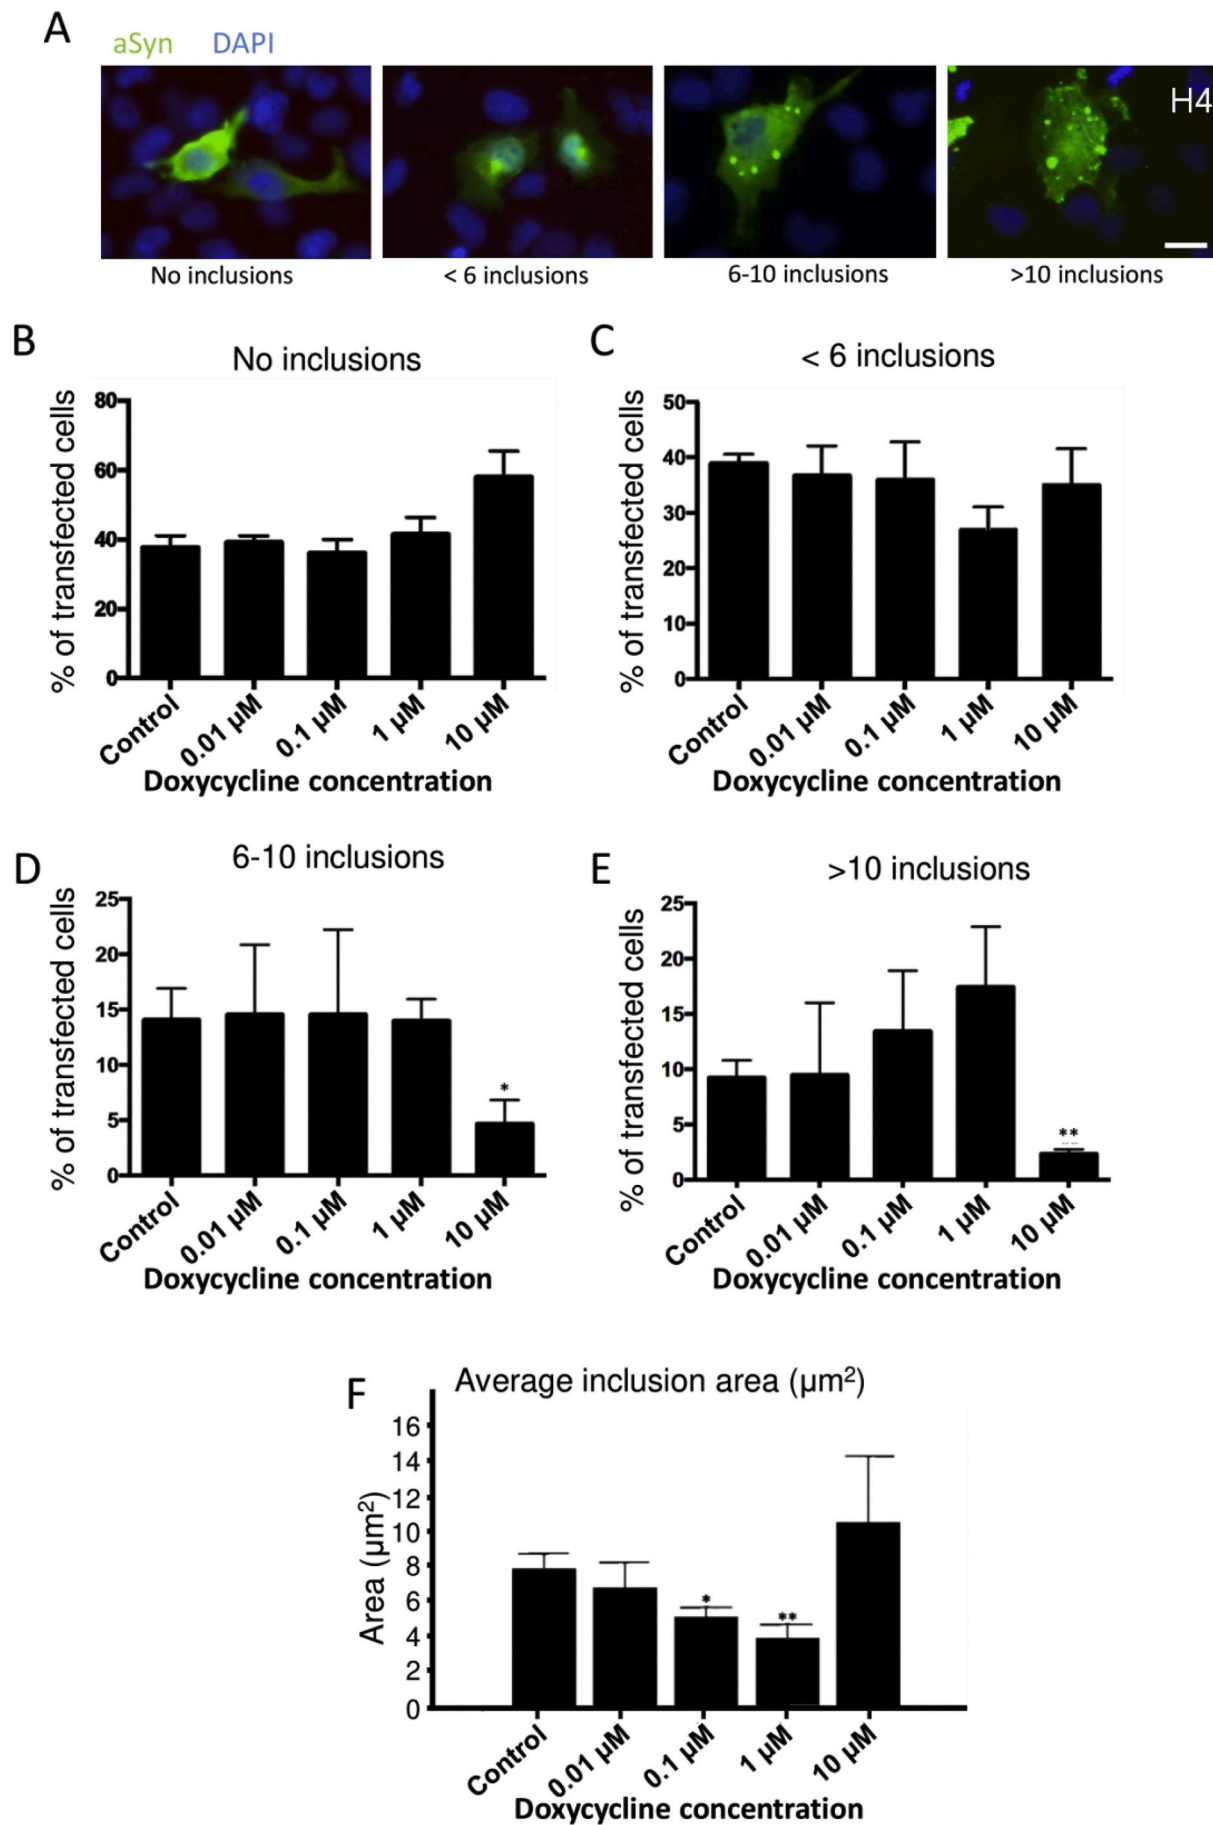 A
aSyn DAPI
H4
No inclusions
< 6 inclusions
6-10 inclusions
>10 inclusions
B
No inclusions
% of transfected cells
80
60
40
20
0
Control
0.01 µM
0.1 µM
1 µM
10 µM
Doxycycline concentration
C
< 6 inclusions
% of transfected cells
50
40
30
20
10
0
Control
0.01 µM
0.1 µM
1 µM
10 µM
Doxycycline concentration
D
6-10 inclusions
% of transfected cells
25
20
15
10
5
0
*
Control
0.01 µM
0.1 µM
1 µM
10 µM
Doxycycline concentration
E
>10 inclusions
% of transfected cells
25
20
15
10
5
0
**
Control
0.01 µM
0.1 µM
1 µM
10 µM
Doxycycline concentration
F
Average inclusion area (µm²)
Area (µm²)
16
14
12
10
8
6
4
2
0
*
**
Control
0.01 µM
0.1 µM
1 µM
10 µM
Doxycycline concentration